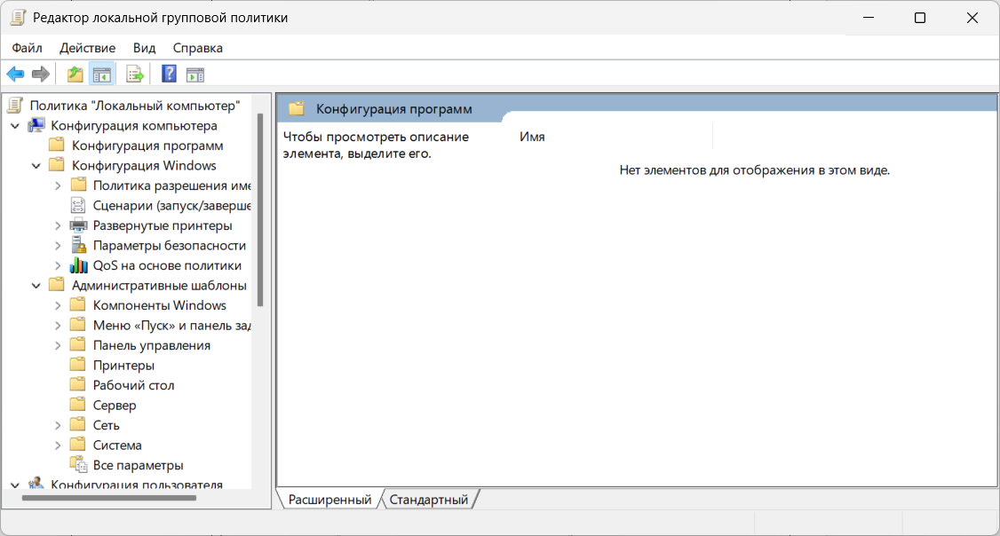 Редактор локальной групповой политики
Файл Действие Вид Справка
Политика "Локальный компьютер"
Конфигурация компьютера
Конфигурация программ
Конфигурация Windows
Политика разрешения име
Сценарии (запуск/заверше
Развернутые принтеры
Параметры безопасности
QoS на основе политики
Административные шаблоны
Компоненты Windows
Меню «Пуск» и панель зад
Панель управления
Принтеры
Рабочий стол
Сервер
Сеть
Система
Все параметры
Конфигурация пользователя
Конфигурация программ
Чтобы просмотреть описание
элемента, выделите его.
Имя
Нет элементов для отображения в этом виде.
Расширенный Стандартный